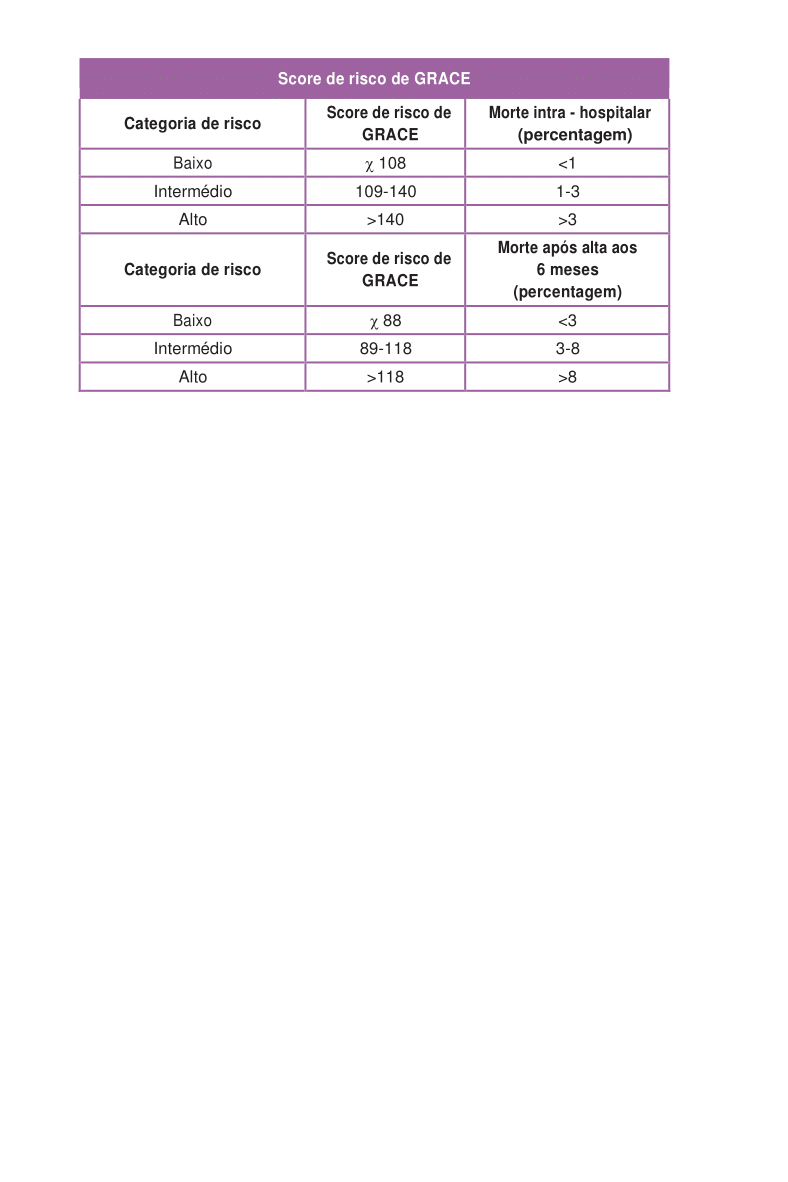 Score de risco de GRACE
Categoria de risco
Score de risco de
GRACE
Morte intra - hospitalar
(percentagem)
Baixo χ 108 <1
Intermédio 109-140 1-3
Alto >140 >3
Categoria de risco
Score de risco de
GRACE
Morte após alta aos
6 meses
(percentagem)
Baixo χ 88 <3
Intermédio 89-118 3-8
Alto >118 >8